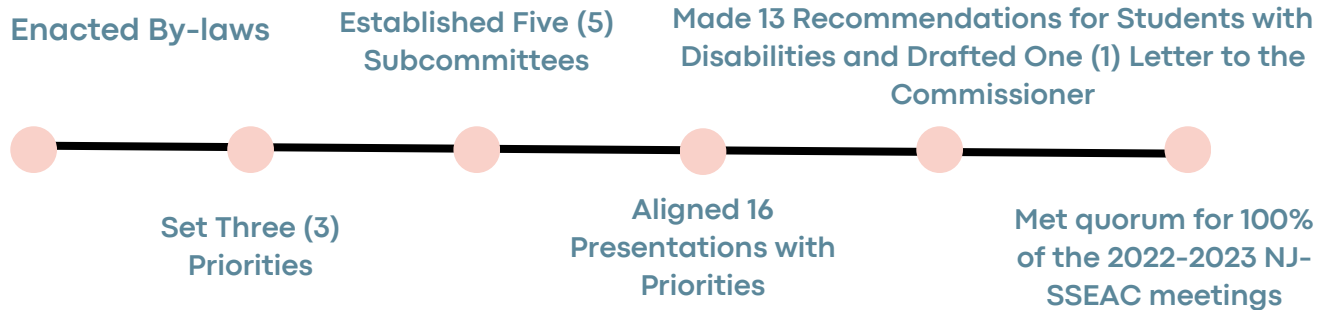 Enacted By-laws
Set Three (3)
Priorities
Established Five (5)
Subcommittees
Aligned 16
Presentations with
Priorities
Made 13 Recommendations for Students with
Disabilities and Drafted One (1) Letter to the
Commissioner
Met quorum for 100%
of the 2022-2023 NJ-
SSEAC meetings